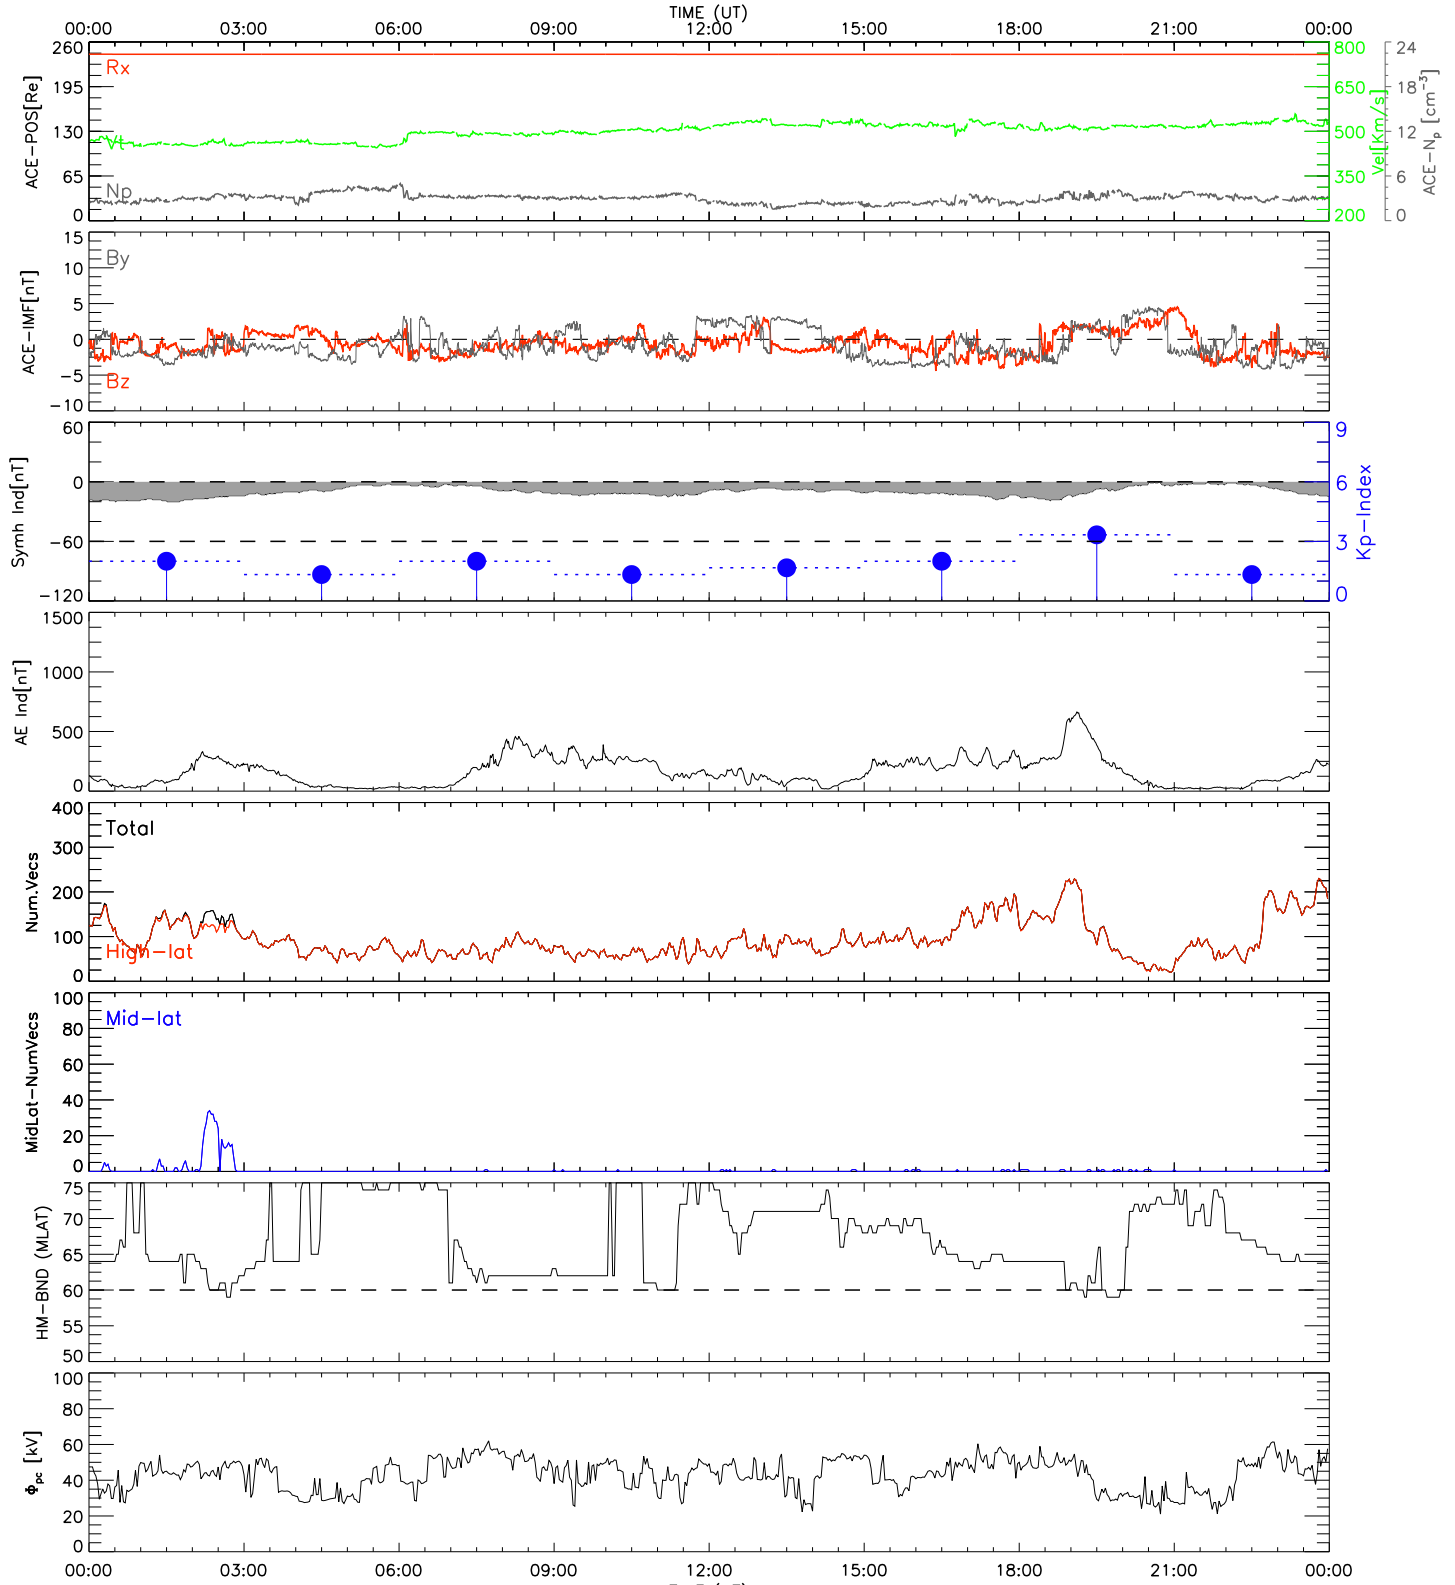 TIME (UT)
00:00 03:00 06:00 09:00 12:00 15:00 18:00 21:00 00:00
ACE-POS[Re]
260
195
130
65
0
Rx
Np
800
650
500
350
200
Vel[Km/s]
24
18
12
6
0
ACE-Np [cm-3]
ACE-IMF[nT]
15
10
5
0
-5
-10
By
Bz
Symh Ind[nT]
60
0
-60
-120
9
6
3
0
Kp-Index
AE Ind[nT]
1500
1000
500
0
Num.Vecs
400
300
200
100
0
Total
High-lat
MidLat-NumVecs
100
80
60
40
20
0
Mid-lat
HM-BND (MLAT)
75
70
65
60
55
50
Φpc [kV]
100
80
60
40
20
0
00:00 03:00 06:00 09:00 12:00 15:00 18:00 21:00 00:00